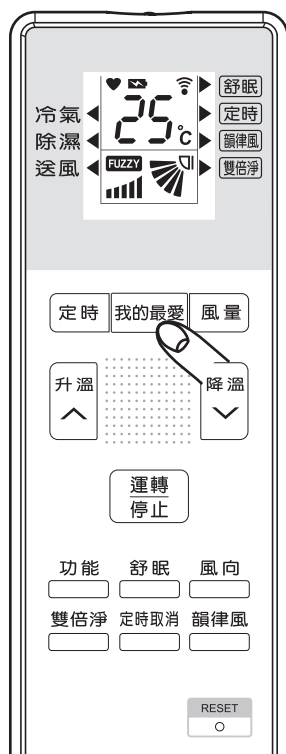 舒眠
25℃
冷氣 定時
除濕 韻律風
送風 FUZZY 雙倍淨
定時 我的最愛 風量
升溫 降溫
運轉
停止
功能 舒眠 風向
雙倍淨 定時取消 韻律風
RESET